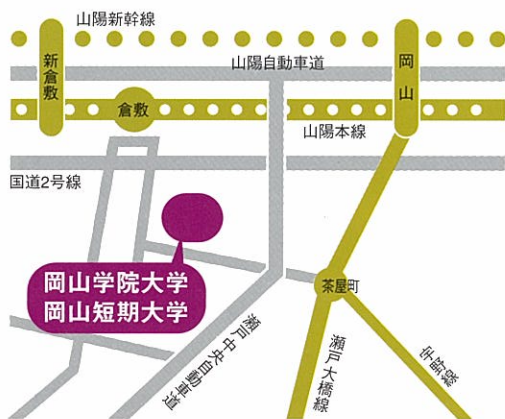 山陽新幹線
山陽自動車道
新倉敷
岡山
倉敷
山陽本線
国道2号線
岡山学院大学
岡山短期大学
茶屋町
瀬戸中央自動車道
瀬戸大橋線
宇野線